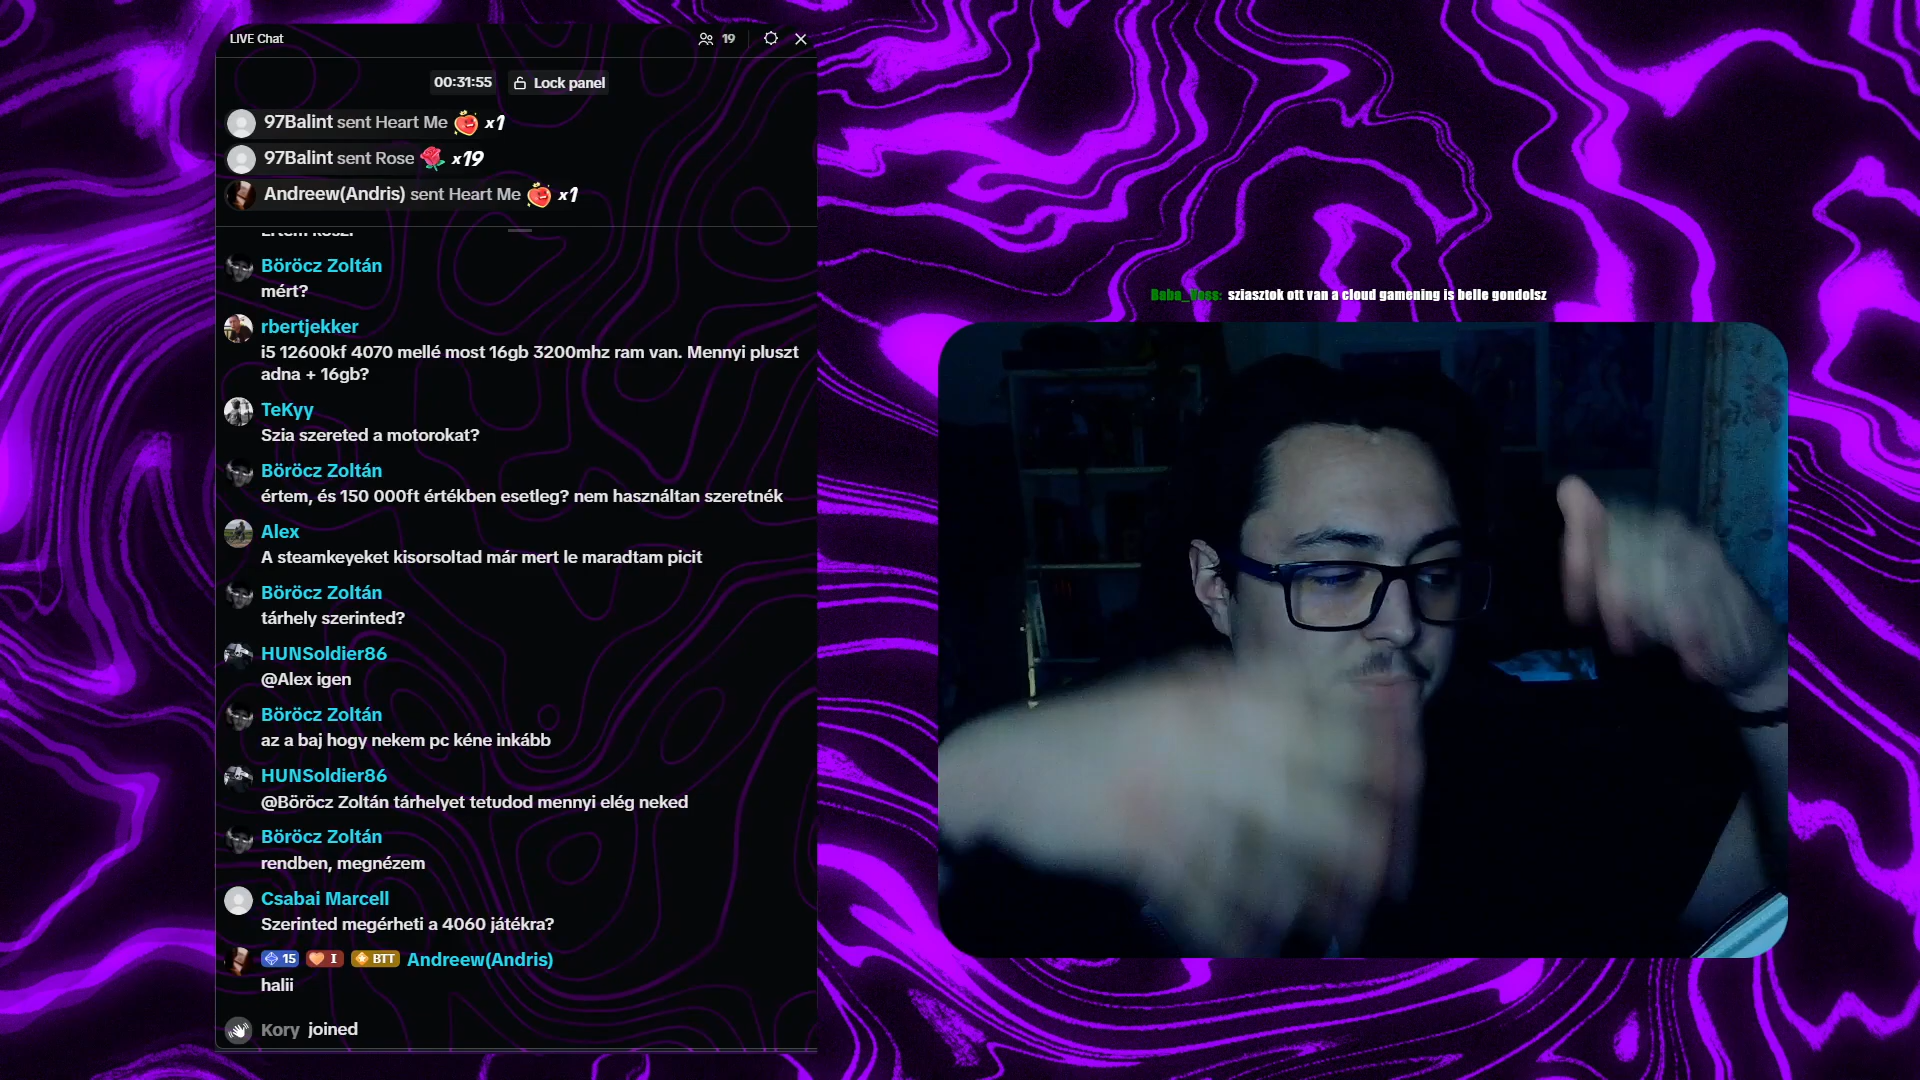 LIVE Chat
19
00:31:55
Lock panel
97Balint sent Heart Me x1
97Balint sent Rose x19
Andreew(Andris) sent Heart Me x1
Böröcz Zoltán
mért?
rbertjekker
i5 12600kf 4070 mellé most 16gb 3200mhz ram van. Mennyi pluszt
adna + 16gb?
TeKyy
Szia szereted a motorokat?
Böröcz Zoltán
értem, és 150 000ft értékben esetleg? nem használtan szeretnék
Alex
A steamkeyeket kisorsoltad már mert le maradtam picit
Böröcz Zoltán
tárhely szerinted?
HUNSoldier86
@Alex igen
Böröcz Zoltán
az a baj hogy nekem pc kéne inkább
HUNSoldier86
@Böröcz Zoltán tárhelyet tetudod mennyi elég neked
Böröcz Zoltán
rendben, megnézem
Csabai Marcell
Szerinted megérheti a 4060 játékra?
15 I BTT Andreew(Andris)
halii
Kory joined
sziasztok ott van a cloud gamening is belle gondolsz